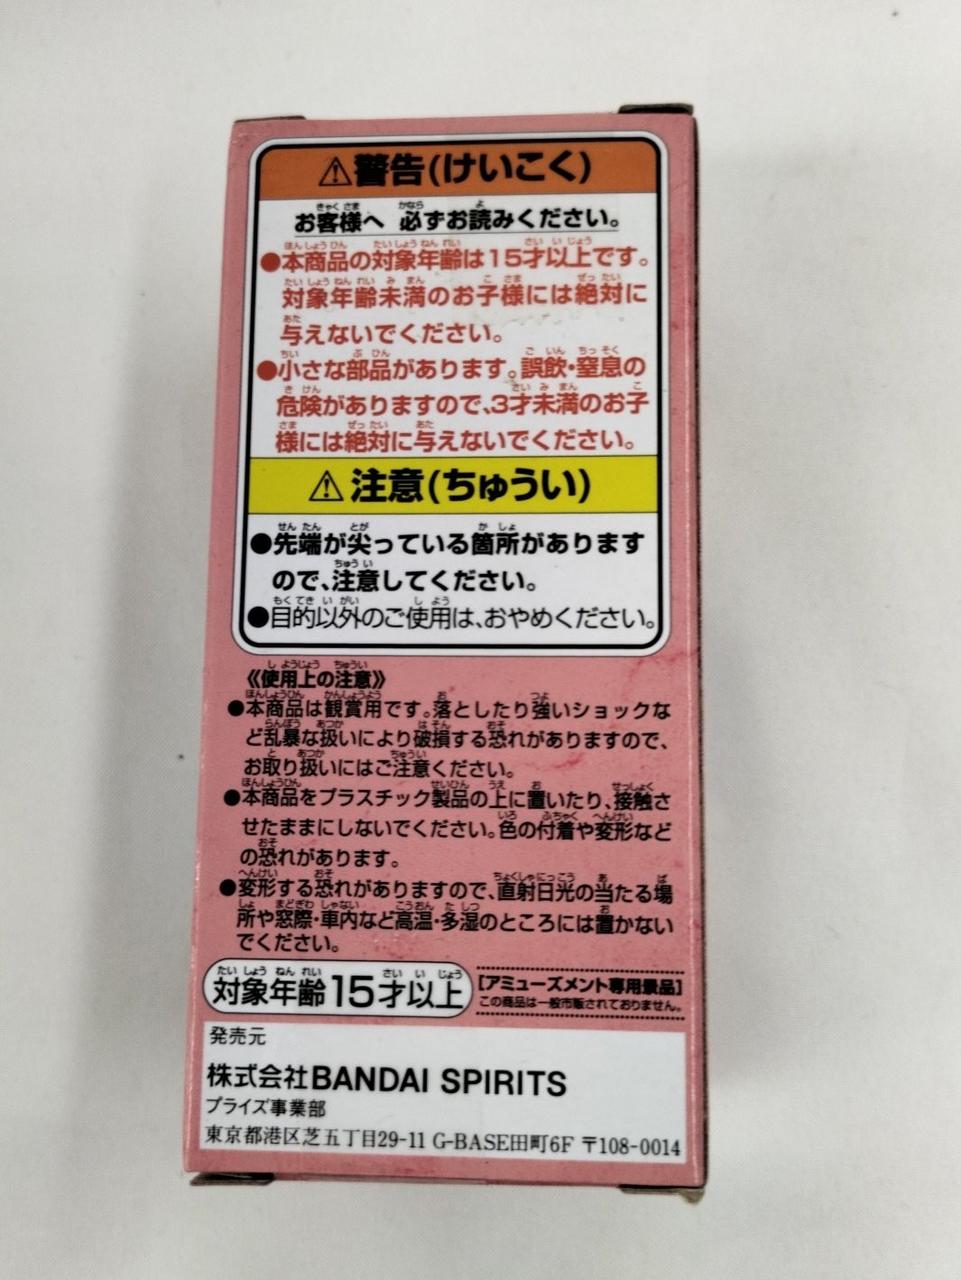 ⚠警告(けいこく)
お客様へ 必ずお読みください。
●本商品の対象年齢は15才以上です。
対象年齢未満のお子様には絶対に
与えないでください。
●小さな部品があります。誤飲・窒息の
危険がありますので、3才未満のお子
様には絶対に与えないでください。
⚠注意(ちゅうい)
●先端が尖っている箇所があります
ので、注意してください。
●目的以外のご使用は、おやめください。
《使用上の注意》
●本商品は観賞用です。落としたり強いショックな
ど乱暴な扱いにより破損する恐れがありますので、
お取り扱いにはご注意ください。
●本商品をプラスチック製品の上に置いたり、接触さ
せたままにしないでください。色の付着や変形など
の恐れがあります。
●変形する恐れがありますので、直射日光の当たる場
所や窓際・車内など高温・多湿のところには置かない
でください。
対象年齢15才以上
[アミューズメント専用景品]
この商品は一般市販されておりません。
発売元
株式会社BANDAI SPIRITS
プライズ事業部
東京都港区芝五丁目29-11 G-BASE田町6F 〒108-0014